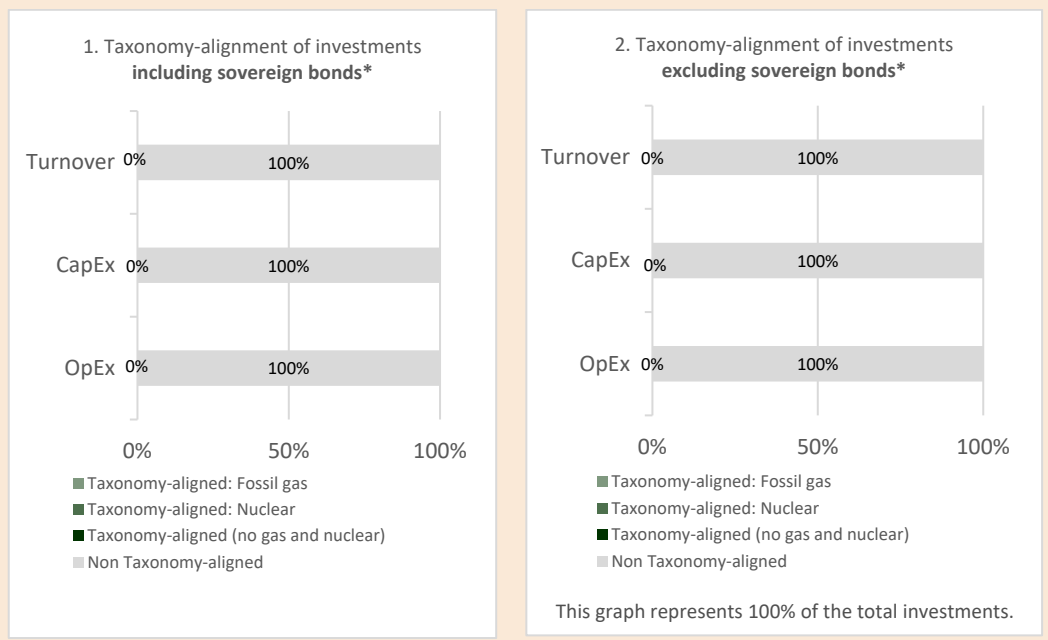 1. Taxonomy-alignment of investments
including sovereign bonds*
Turnover 0% 100%
CapEx 0% 100%
OpEx 0% 100%
0% 50% 100%
Taxonomy-aligned: Fossil gas
Taxonomy-aligned: Nuclear
Taxonomy-aligned (no gas and nuclear)
Non Taxonomy-aligned
2. Taxonomy-alignment of investments
excluding sovereign bonds*
Turnover 0% 100%
CapEx 0% 100%
OpEx 0% 100%
0% 50% 100%
Taxonomy-aligned: Fossil gas
Taxonomy-aligned: Nuclear
Taxonomy-aligned (no gas and nuclear)
Non Taxonomy-aligned
This graph represents 100% of the total investments.